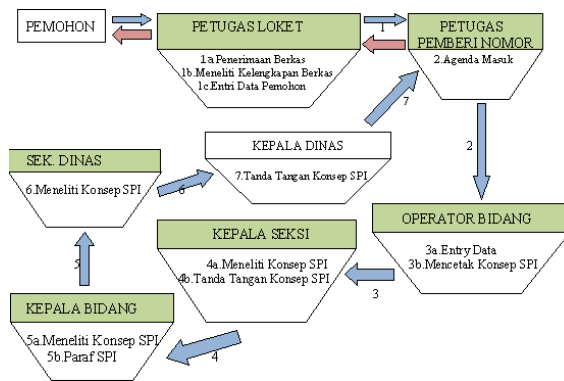 PEMOHON
PETUGAS LOKET
1a.Penerimaan Berkas
1b.Meneliti Kelengkapan Berkas
1c.Entri Data Pemohon
1
PETUGAS
PEMBERI NOMOR
2.Agenda Masuk
7
2
KEPALA DINAS
7.Tanda Tangan Konsep SPI
SEK. DINAS
6.Meneliti Konsep SPI
6
OPERATOR BIDANG
3a.Entry Data
3b.Mencetak Konsep SPI
3
KEPALA SEKSI
4a.Meneliti Konsep SPI
4b.Tanda Tangan Konsep SPI
5
KEPALA BIDANG
5a.Meneliti Konsep SPI
5b.Paraf SPI
4